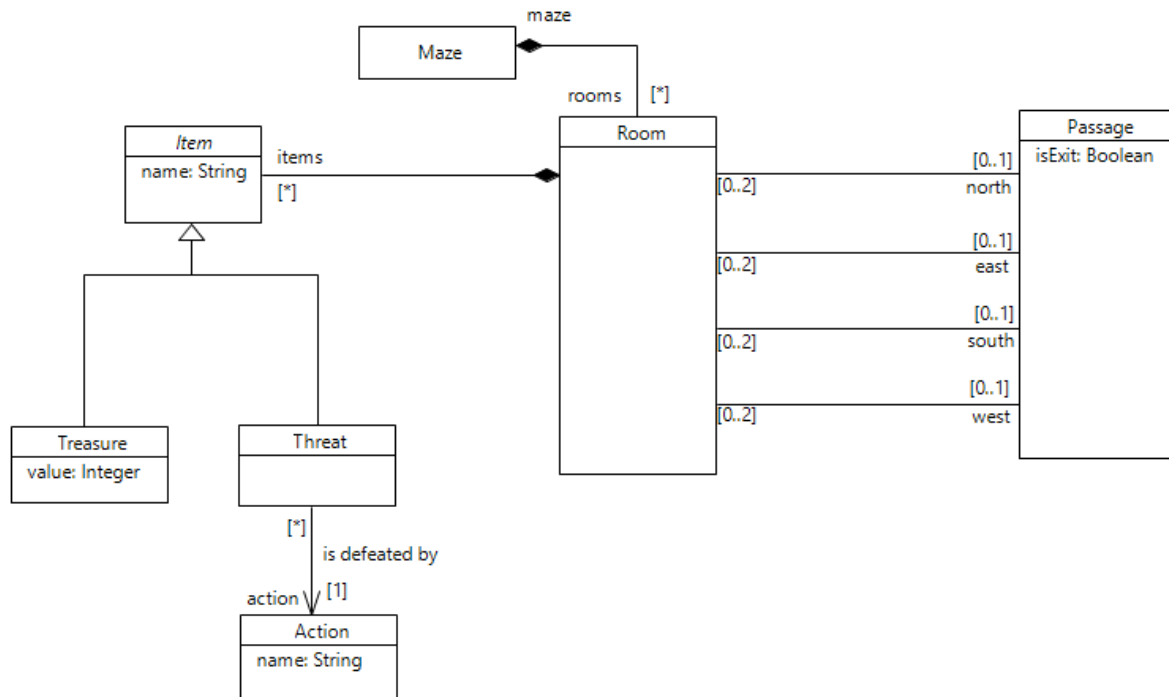 maze
Maze
rooms
[*]
Room
Item
name: String
items
[*]
Passage
isExit: Boolean
[0..1]
[0..2]
north
[0..1]
[0..2]
east
[0..1]
[0..2]
south
[0..1]
[0..2]
west
Treasure
value: Integer
Threat
[*]
is defeated by
action
[1]
Action
name: String